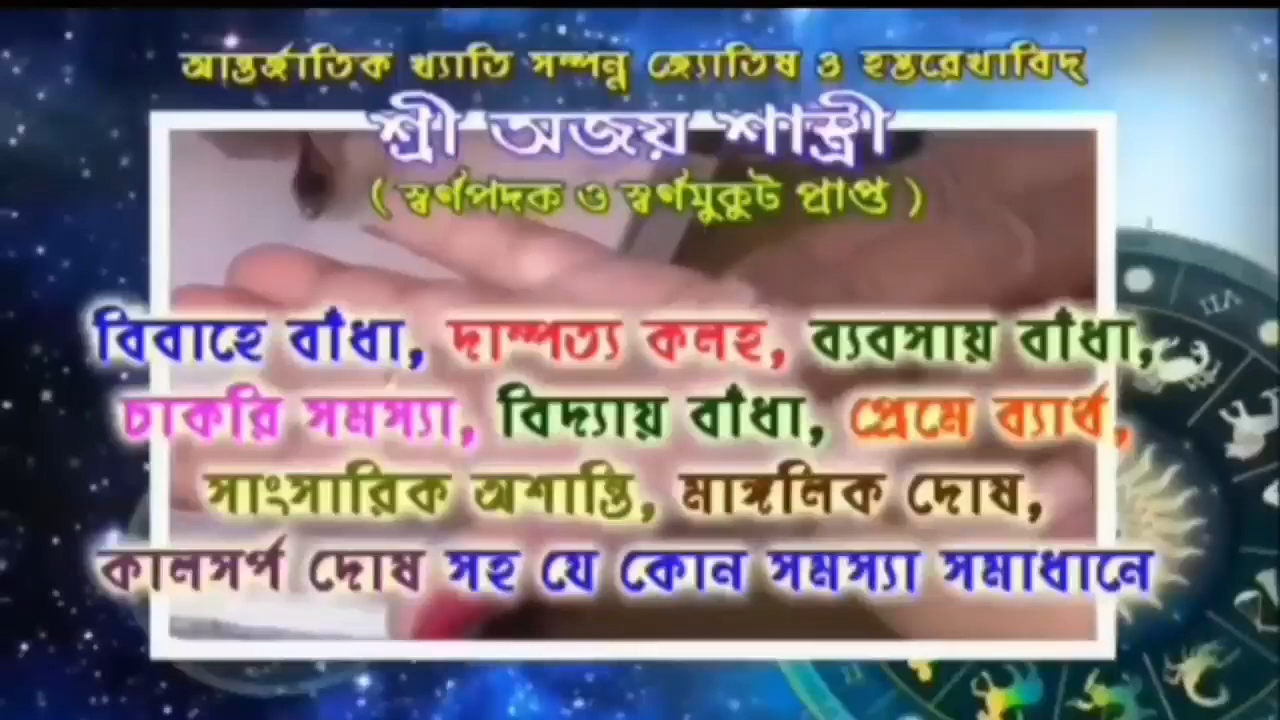 আন্তর্জাতিক খ্যাতি সম্পন্ন জ্যোতিষ ও হস্তরেখাবিদ্
শ্রী অজয় শাস্ত্রী
( স্বর্ণপদক ও স্বর্ণমুকুট প্রাপ্ত )
বিবাহে বাঁধা, দাম্পত্য কলহ, ব্যবসায় বাঁধা,
চাকরি সমস্যা, বিদ্যায় বাঁধা, প্রেমে ব্যার্থ,
সাংসারিক অশান্তি, মাঙ্গলিক দোষ,
কালসর্প দোষ সহ যে কোন সমস্যা সমাধানে
VII